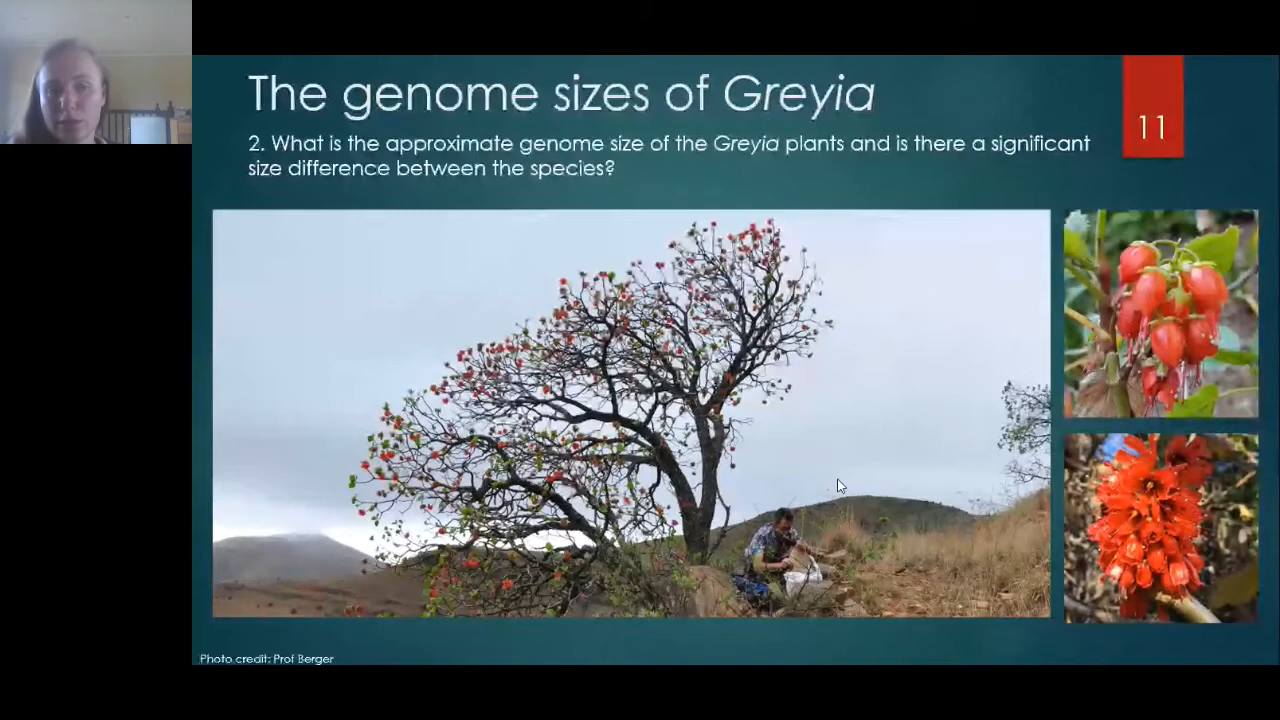 The genome sizes of Greyia
11
2. What is the approximate genome size of the Greyia plants and is there a significant
size difference between the species?
Photo credit: Prof Berger